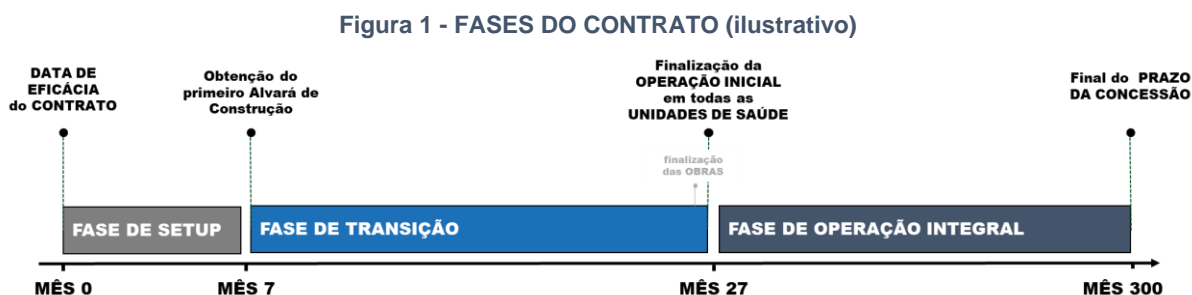 Figura 1 - FASES DO CONTRATO (ilustrativo)
DATA DE
EFICÁCIA
do CONTRATO
Obtenção do
primeiro Alvará de
Construção
Finalização da
OPERAÇÃO INICIAL
em todas as
UNIDADES DE SAÚDE
Final do PRAZO
DA CONCESSÃO
finalização
das OBRAS
FASE DE SETUP
FASE DE TRANSIÇÃO
FASE DE OPERAÇÃO INTEGRAL
MÊS 0
MÊS 7
MÊS 27
MÊS 300